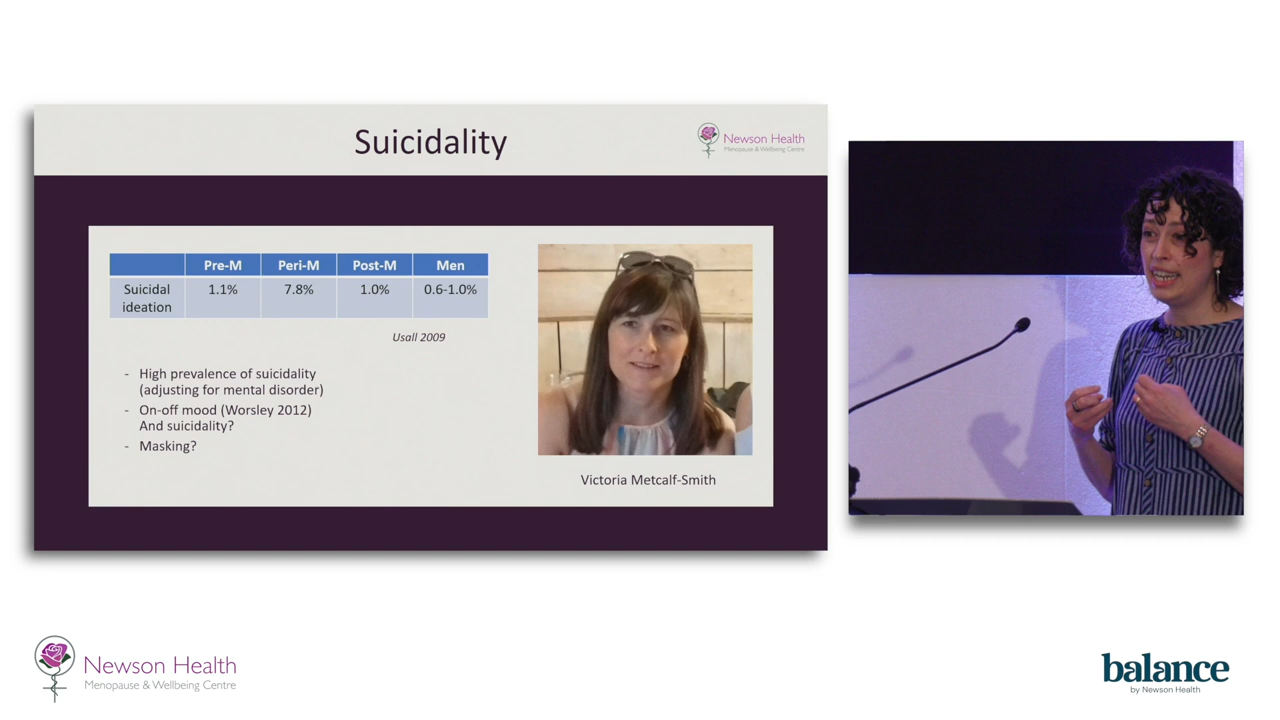 Suicidality
Newson Health
Menopause & Wellbeing Centre
Pre-M Peri-M Post-M Men
Suicidal ideation 1.1% 7.8% 1.0% 0.6-1.0%
Usall 2009
- High prevalence of suicidality
(adjusting for mental disorder)
- On-off mood (Worsley 2012)
And suicidality?
- Masking?
Victoria Metcalf-Smith
Newson Health
Menopause & Wellbeing Centre
balance
by Newson Health